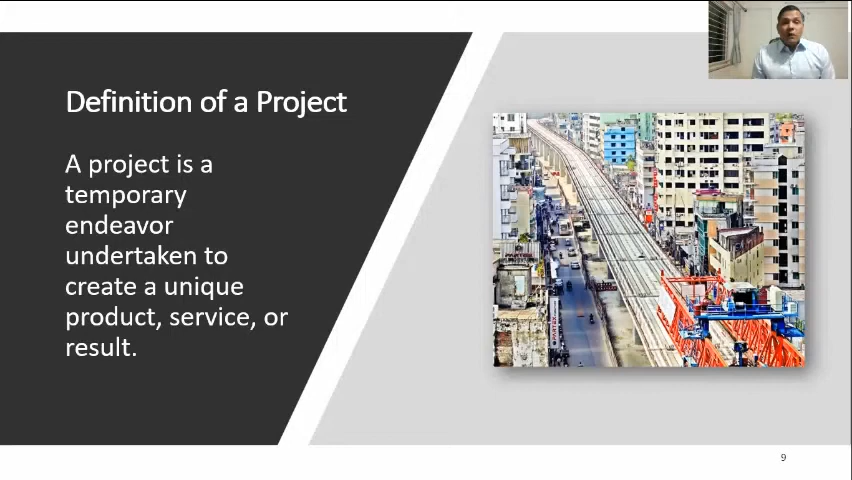 Definition of a Project
A project is a
temporary
endeavor
undertaken to
create a unique
product, service, or
result.
9